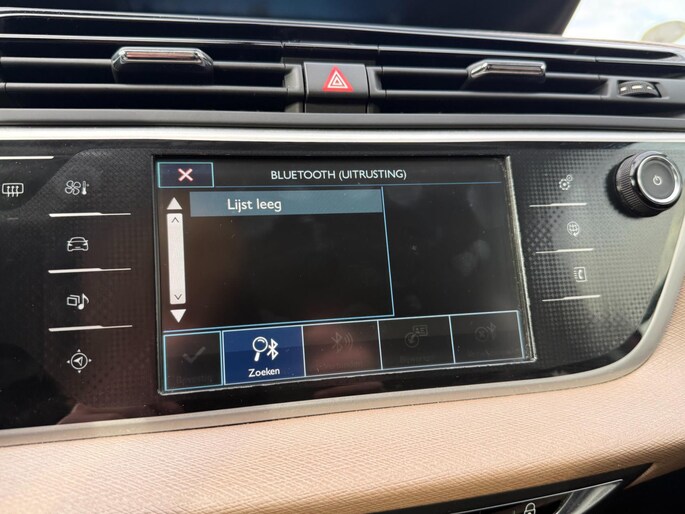 BLUETOOTH (UITRUSTING)
Lijst leeg
Zoeken